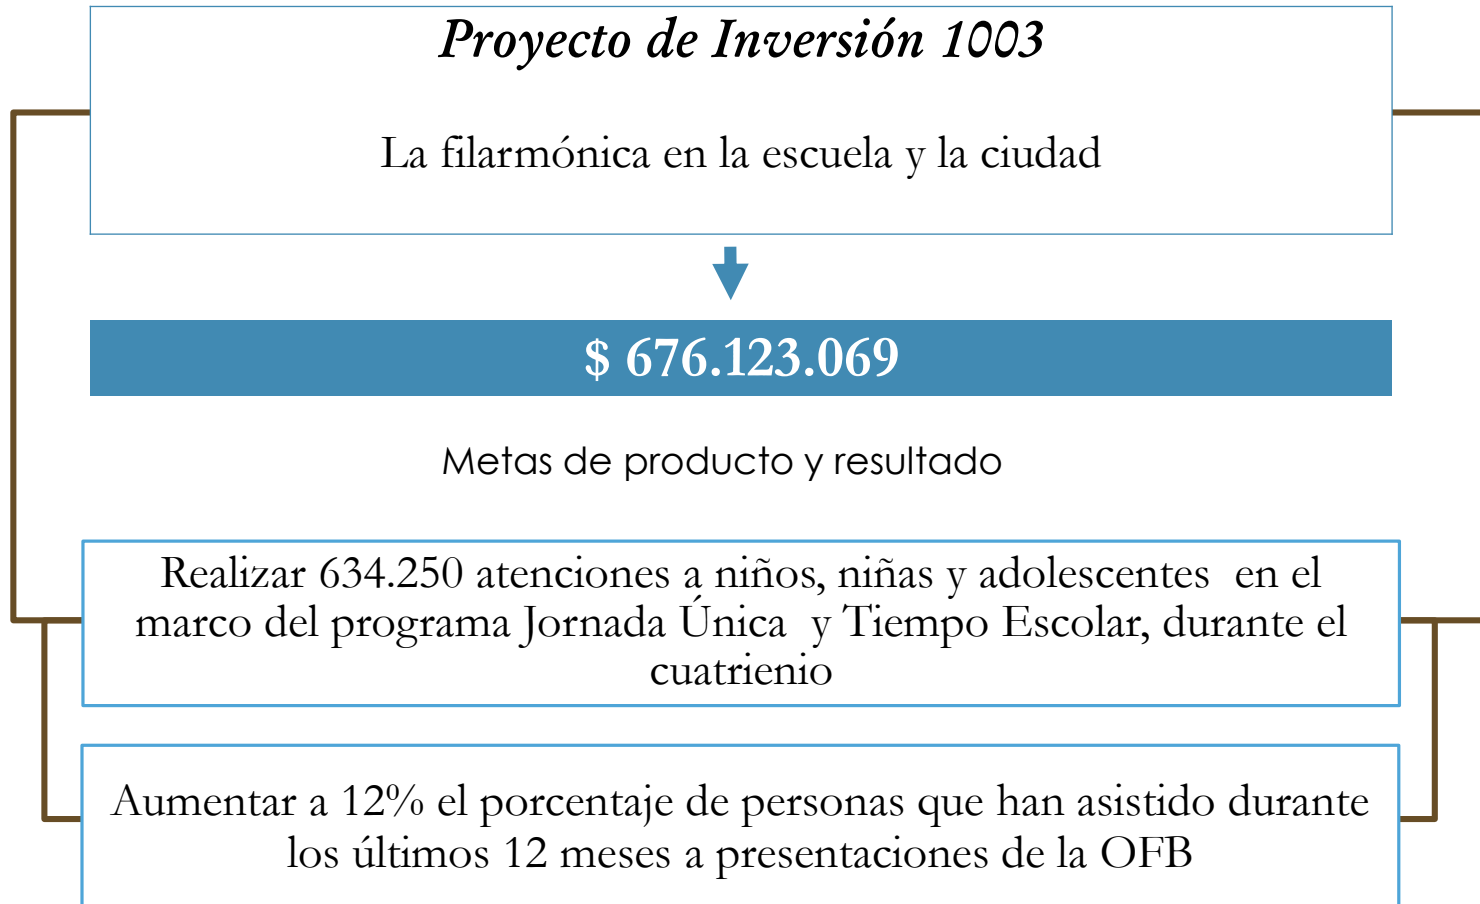 Proyecto de Inversión 1003
La filarmónica en la escuela y la ciudad
$ 676.123.069
Metas de producto y resultado
Realizar 634.250 atenciones a niños, niñas y adolescentes en el
marco del programa Jornada Única y Tiempo Escolar, durante el
cuatrienio
Aumentar a 12% el porcentaje de personas que han asistido durante
los últimos 12 meses a presentaciones de la OFB